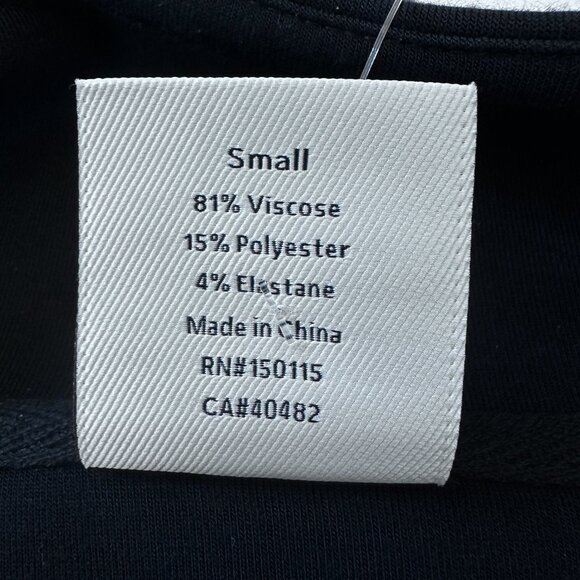 Small
81% Viscose
15% Polyester
4% Elastane
Made in China
RN#150115
CA#40482